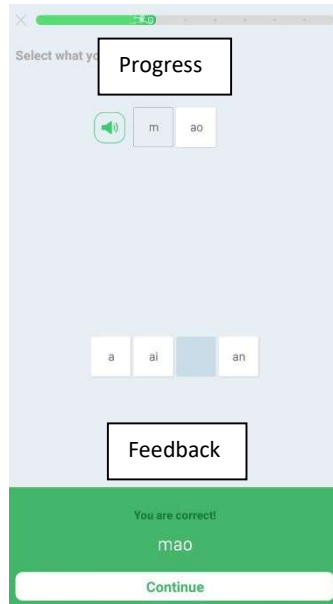 Select what yo
Progress
m ao
a ai an
Feedback
You are correct!
mao
Continue